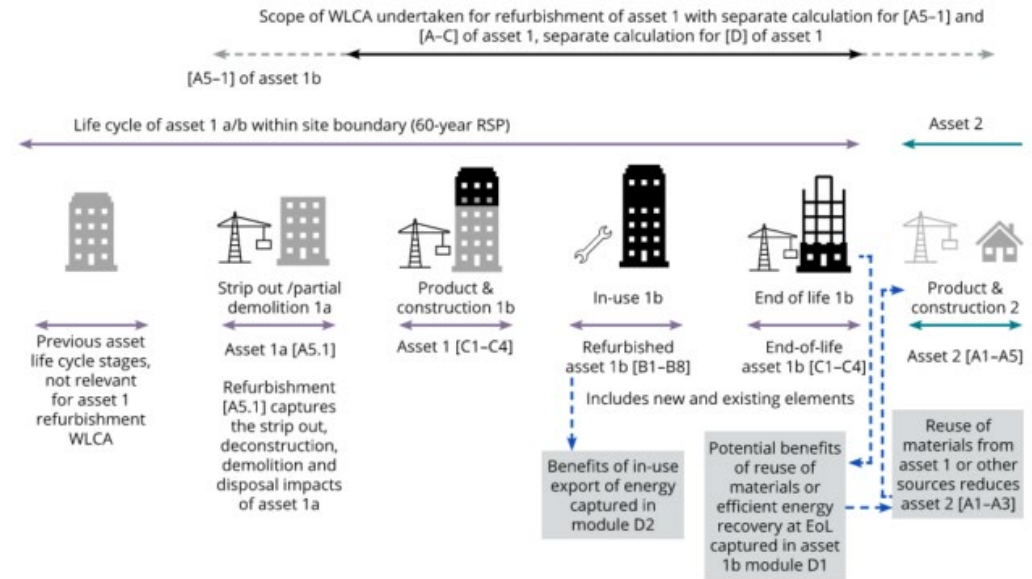 Scope of WLCA undertaken for refurbishment of asset 1 with separate calculation for [A5–1] and
[A–C] of asset 1, separate calculation for [D] of asset 1
[A5–1] of asset 1b
Life cycle of asset 1 a/b within site boundary (60-year RSP)
Asset 2
Strip out /partial
demolition 1a
Product &
construction 1b
In-use 1b
End of life 1b
Product &
construction 2
Previous asset
life cycle stages,
not relevant
for asset 1
refurbishment
WLCA
Asset 1a [A5.1]
Refurbishment
[A5.1] captures
the strip out,
deconstruction,
demolition and
disposal impacts
of asset 1a
Asset 1 [C1–C4]
Refurbished
asset 1b [B1–B8]
End-of-life
asset 1b [C1–C4]
Asset 2 [A1–A5]
Includes new and existing elements
Benefits of in-use
export of energy
captured in
module D2
Potential benefits
of reuse of
materials or
efficient energy
recovery at EoL
captured in asset
1b module D1
Reuse of
materials from
asset 1 or other
sources reduces
asset 2 [A1–A3]